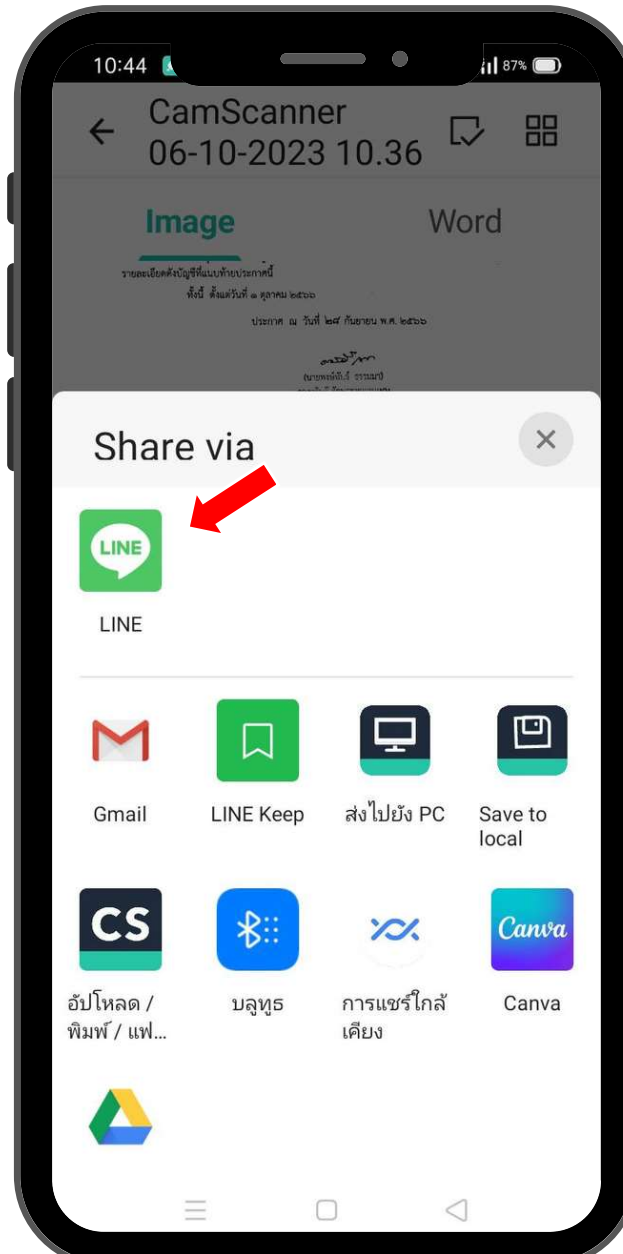 10:44
87%
CamScanner
06-10-2023 10.36
Image
Word
รายละเอียดดังบัญชีที่แนบท้ายประกาศนี้
ทั้งนี้ ตั้งแต่วันที่ ๑ ตุลาคม ๒๕๖๖
ประกาศ ณ วันที่ ๒๘ กันยายน พ.ศ. ๒๕๖๖
Share via
LINE
LINE
Gmail
LINE Keep
ส่งไปยัง PC
Save to
local
CS
Canva
อัปโหลด /
พิมพ์ / แฟ...
บลูทูธ
การแชร์ใกล้
เคียง
Canva